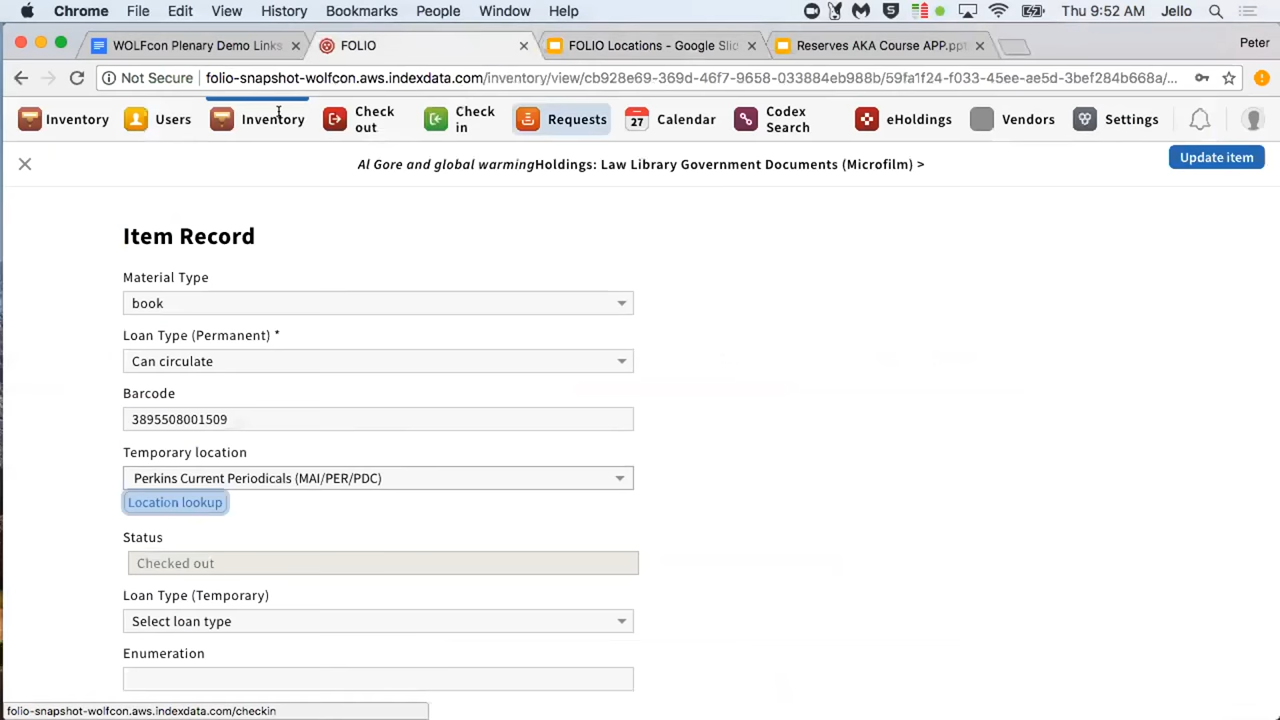 Chrome File Edit View History Bookmarks People Window Help Thu 9:52 AM Jello
WOLFcon Plenary Demo Links FOLIO FOLIO Locations - Google Slid Reserves AKA Course APP.ppt Peter
Not Secure folio-snapshot-wolfcon.aws.indexdata.com/inventory/view/cb928e69-369d-46f7-9658-033884eb988b/59fa1f24-f033-45ee-ae5d-3bef284b668a/...
Inventory Users Inventory Check out Check in Requests 27 Calendar Codex Search eHoldings Vendors Settings
Al Gore and global warmingHoldings: Law Library Government Documents (Microfilm) > Update item
Item Record
Material Type
book
Loan Type (Permanent) *
Can circulate
Barcode
3895508001509
Temporary location
Perkins Current Periodicals (MAI/PER/PDC)
Location lookup
Status
Checked out
Loan Type (Temporary)
Select loan type
Enumeration
folio-snapshot-wolfcon.aws.indexdata.com/checkin